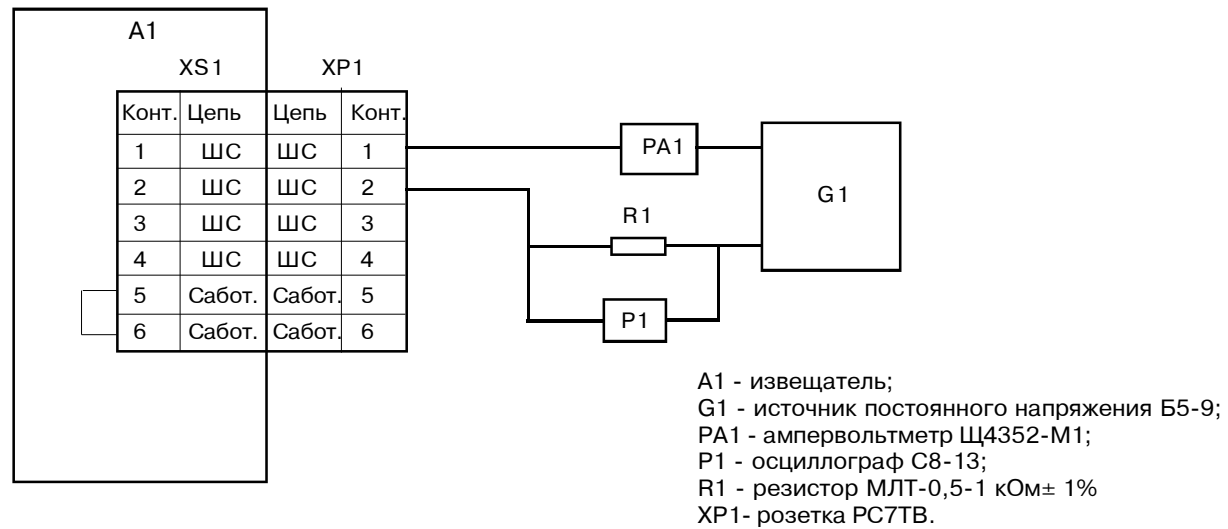 A1
XS1 XP1
Конт. Цепь Цепь Конт.
1 ШС ШС 1
2 ШС ШС 2
3 ШС ШС 3
4 ШС ШС 4
5 Сабот. Сабот. 5
6 Сабот. Сабот. 6
PA1
G1
R1
P1
A1 - извещатель;
G1 - источник постоянного напряжения Б5-9;
PA1 - ампервольтметр Щ4352-М1;
P1 - осциллограф С8-13;
R1 - резистор МЛТ-0,5-1 кОм± 1%
XP1- розетка РС7ТВ.